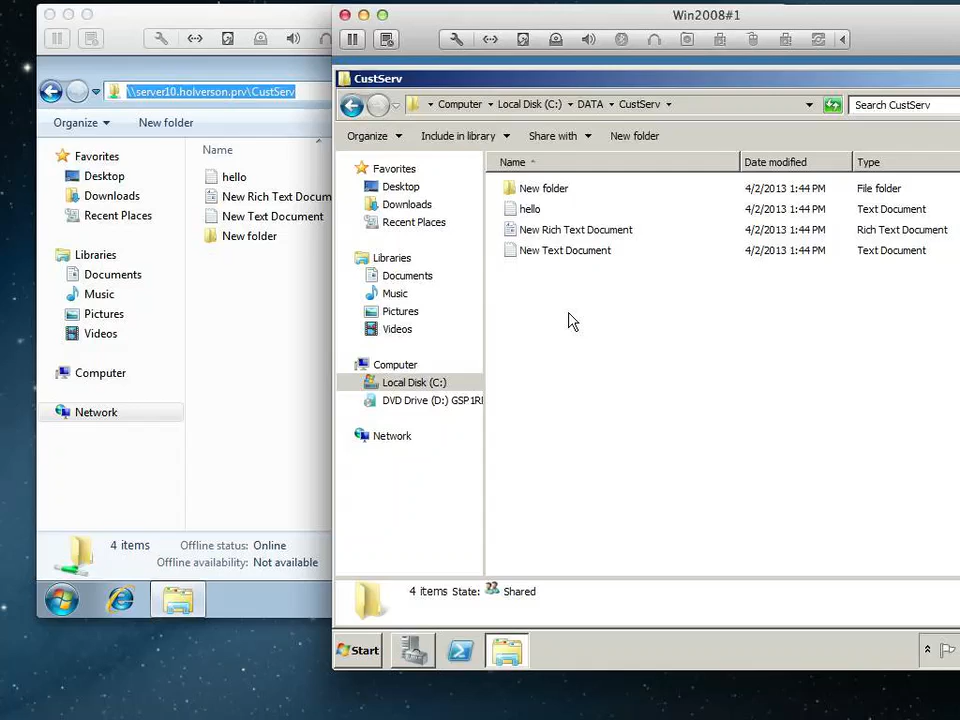 \\server10.holverson.prv\CustServ
Organize New folder
Name
Favorites
Desktop
Downloads
Recent Places
Libraries
Documents
Music
Pictures
Videos
Computer
Network
hello
New Rich Text Docum
New Text Document
New folder
4 items Offline status: Online
Offline availability: Not available
Win2008#1
CustServ
Computer Local Disk (C:) DATA CustServ Search CustServ
Organize Include in library Share with New folder
Favorites
Desktop
Downloads
Recent Places
Libraries
Documents
Music
Pictures
Videos
Computer
Local Disk (C:)
DVD Drive (D:) GSP1RI
Network
Name Date modified Type
New folder 4/2/2013 1:44 PM File folder
hello 4/2/2013 1:44 PM Text Document
New Rich Text Document 4/2/2013 1:44 PM Rich Text Document
New Text Document 4/2/2013 1:44 PM Text Document
4 items State: Shared
Start